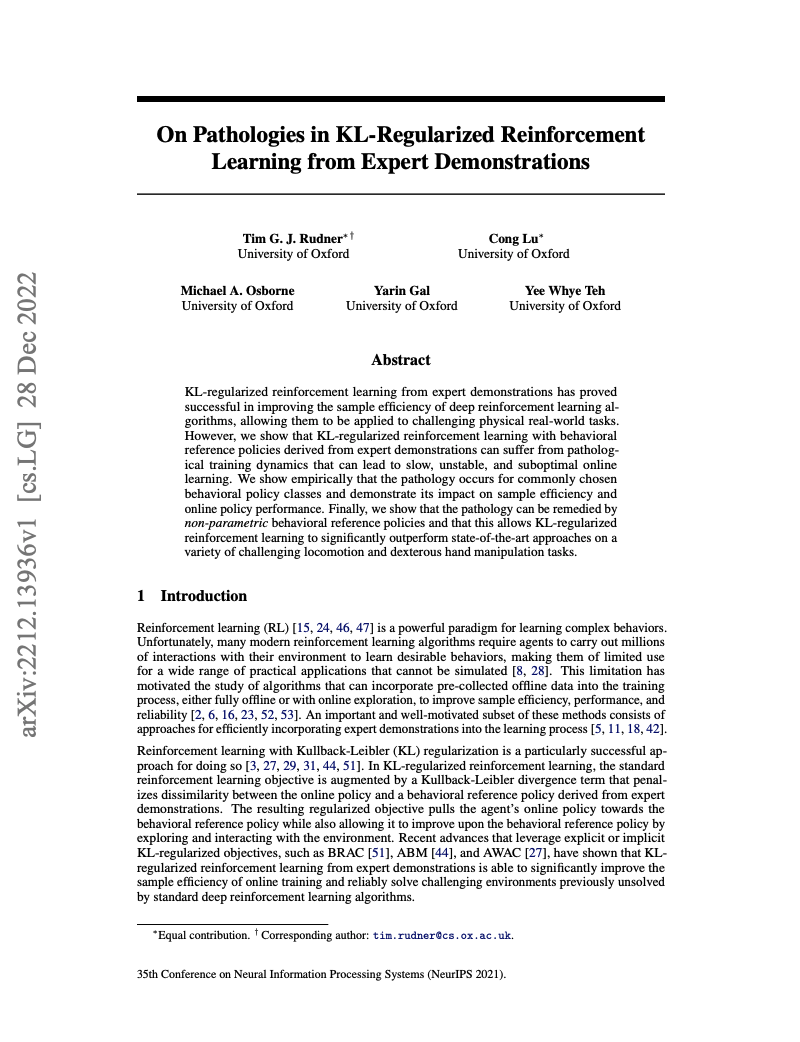 On Pathologies in KL-Regularized Reinforcement
Learning from Expert Demonstrations
Tim G. J. Rudner*†
University of Oxford
Cong Lu*
University of Oxford
Michael A. Osborne
University of Oxford
Yarin Gal
University of Oxford
Yee Whye Teh
University of Oxford
Abstract
KL-regularized reinforcement learning from expert demonstrations has proved
successful in improving the sample efficiency of deep reinforcement learning al-
gorithms, allowing them to be applied to challenging physical real-world tasks.
However, we show that KL-regularized reinforcement learning with behavioral
reference policies derived from expert demonstrations can suffer from patholog-
ical training dynamics that can lead to slow, unstable, and suboptimal online
learning. We show empirically that the pathology occurs for commonly chosen
behavioral policy classes and demonstrate its impact on sample efficiency and
online policy performance. Finally, we show that the pathology can be remedied by
non-parametric behavioral reference policies and that this allows KL-regularized
reinforcement learning to significantly outperform state-of-the-art approaches on a
variety of challenging locomotion and dexterous hand manipulation tasks.
1 Introduction
Reinforcement learning (RL) [15, 24, 46, 47] is a powerful paradigm for learning complex behaviors.
Unfortunately, many modern reinforcement learning algorithms require agents to carry out millions
of interactions with their environment to learn desirable behaviors, making them of limited use
for a wide range of practical applications that cannot be simulated [8, 28]. This limitation has
motivated the study of algorithms that can incorporate pre-collected offline data into the training
process, either fully offline or with online exploration, to improve sample efficiency, performance, and
reliability [2, 6, 16, 23, 52, 53]. An important and well-motivated subset of these methods consists of
approaches for efficiently incorporating expert demonstrations into the learning process [5, 11, 18, 42].
Reinforcement learning with Kullback-Leibler (KL) regularization is a particularly successful ap-
proach for doing so [3, 27, 29, 31, 44, 51]. In KL-regularized reinforcement learning, the standard
reinforcement learning objective is augmented by a Kullback-Leibler divergence term that penal-
izes dissimilarity between the online policy and a behavioral reference policy derived from expert
demonstrations. The resulting regularized objective pulls the agent's online policy towards the
behavioral reference policy while also allowing it to improve upon the behavioral reference policy by
exploring and interacting with the environment. Recent advances that leverage explicit or implicit
KL-regularized objectives, such as BRAC [51], ABM [44], and AWAC [27], have shown that KL-
regularized reinforcement learning from expert demonstrations is able to significantly improve the
sample efficiency of online training and reliably solve challenging environments previously unsolved
by standard deep reinforcement learning algorithms.
*Equal contribution. † Corresponding author: tim.rudner@cs.ox.ac.uk.
35th Conference on Neural Information Processing Systems (NeurIPS 2021).
arXiv:2212.13936v1 [cs.LG] 28 Dec 2022